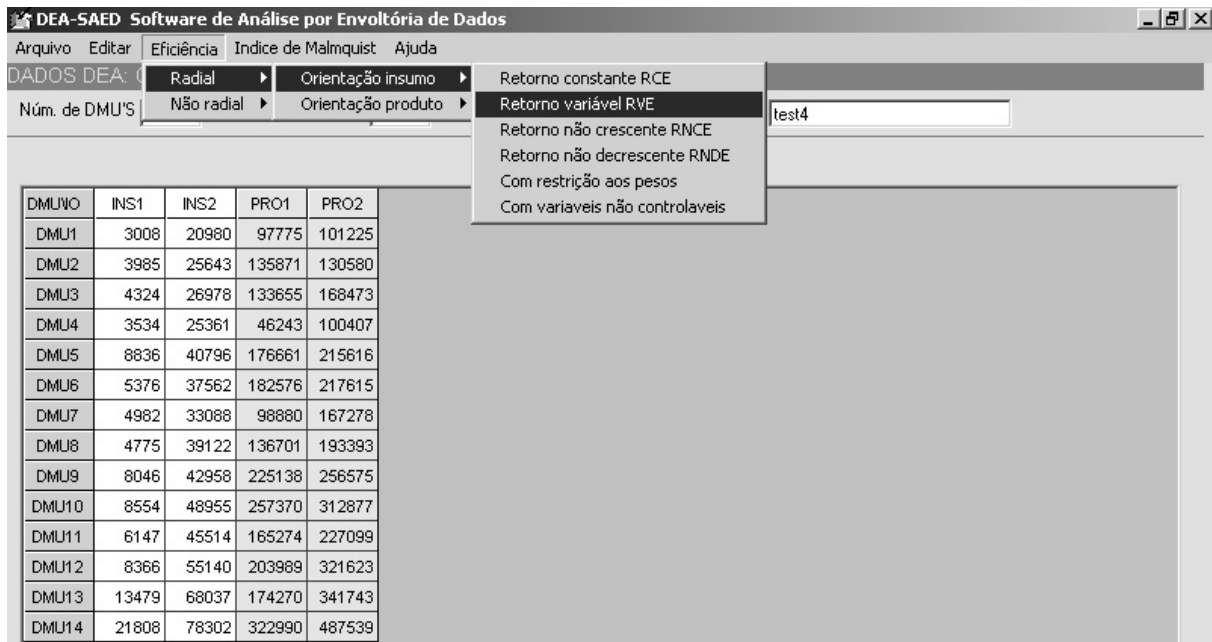 DEA-SAED Software de Análise por Envoltória de Dados
Arquivo Editar Eficiência Indice de Malmquist Ajuda
DADOS DEA:
Radial Orientação insumo Retorno constante RCE
Núm. de DMU'S Não radial Orientação produto Retorno variável RVE test4
Retorno não crescente RNCE
Retorno não decrescente RNDE
Com restrição aos pesos
Com variaveis não controlaveis
DMU\IO INS1 INS2 PRO1 PRO2
DMU1 3008 20980 97775 101225
DMU2 3985 25643 135871 130580
DMU3 4324 26978 133655 168473
DMU4 3534 25361 46243 100407
DMU5 8836 40796 176661 215616
DMU6 5376 37562 182576 217615
DMU7 4982 33088 98880 167278
DMU8 4775 39122 136701 193393
DMU9 8046 42958 225138 256575
DMU10 8554 48955 257370 312877
DMU11 6147 45514 165274 227099
DMU12 8366 55140 203989 321623
DMU13 13479 68037 174270 341743
DMU14 21808 78302 322990 487539